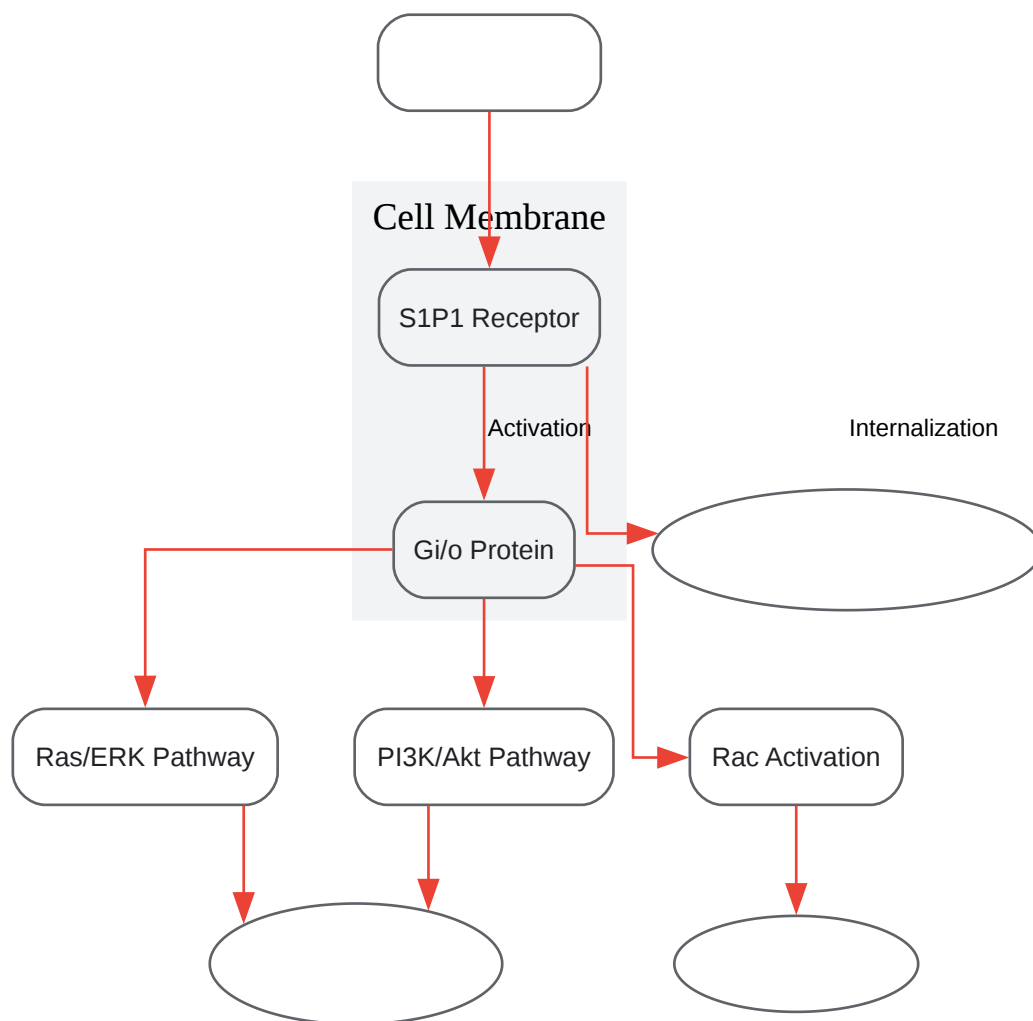 Cell Membrane
S1P1 Receptor
Activation
Internalization
Gi/o Protein
Ras/ERK Pathway
PI3K/Akt Pathway
Rac Activation